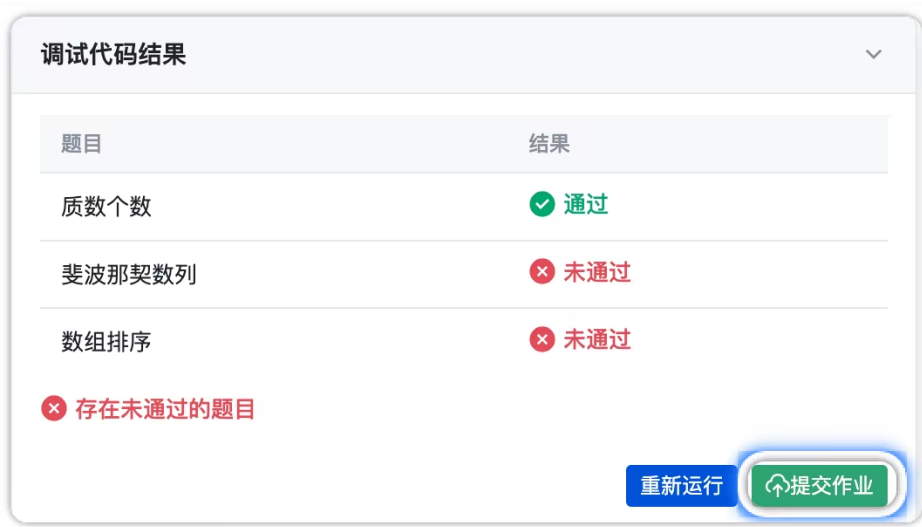 调试代码结果
题目 结果
质数个数 通过
斐波那契数列 未通过
数组排序 未通过
存在未通过的题目
重新运行 提交作业